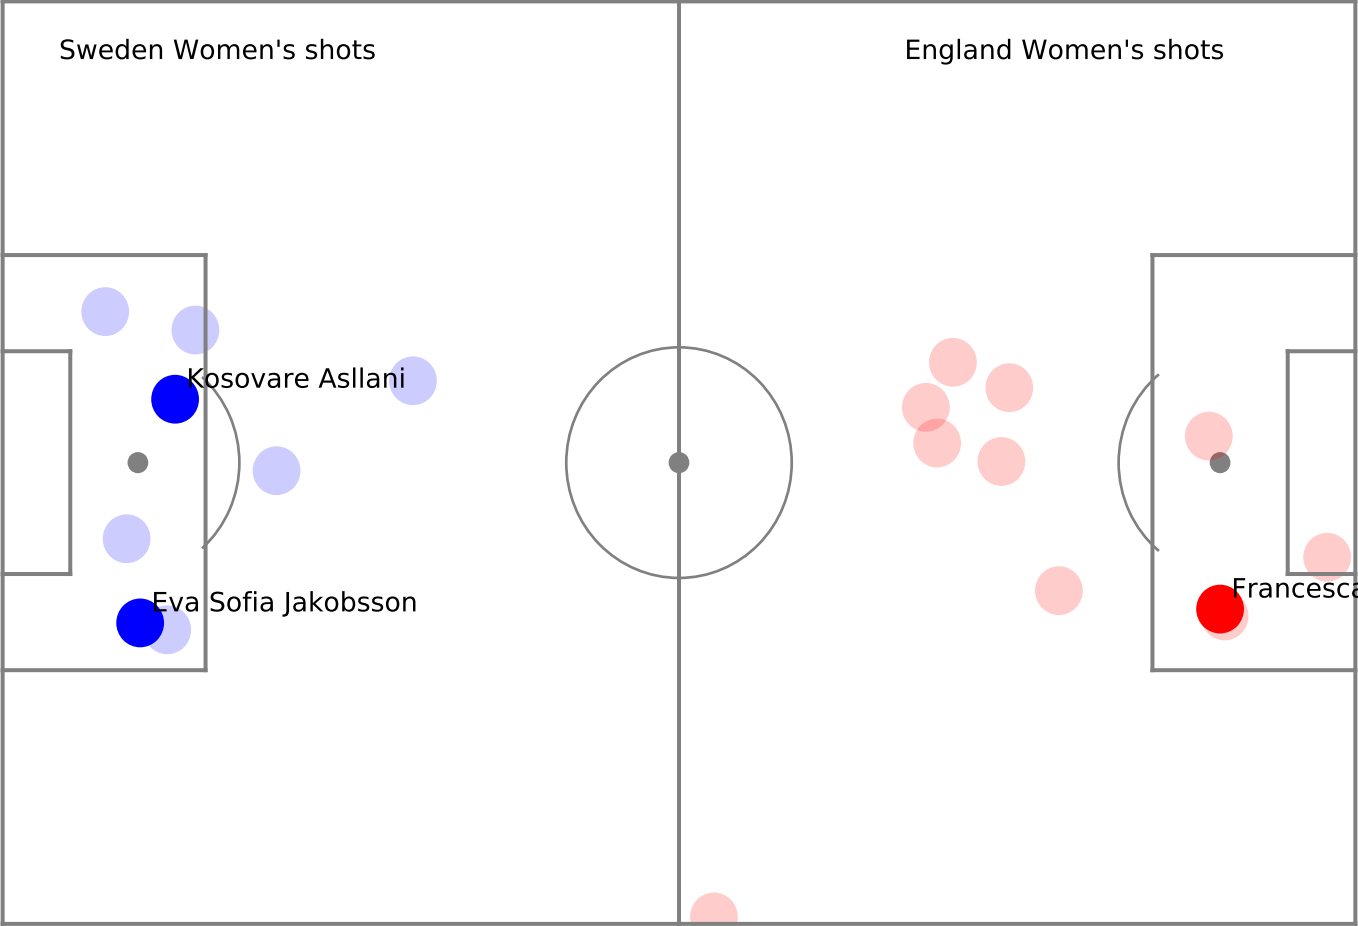 Sweden Women's shots
England Women's shots
Kosovare Asllani
Eva Sofia Jakobsson
Francesca